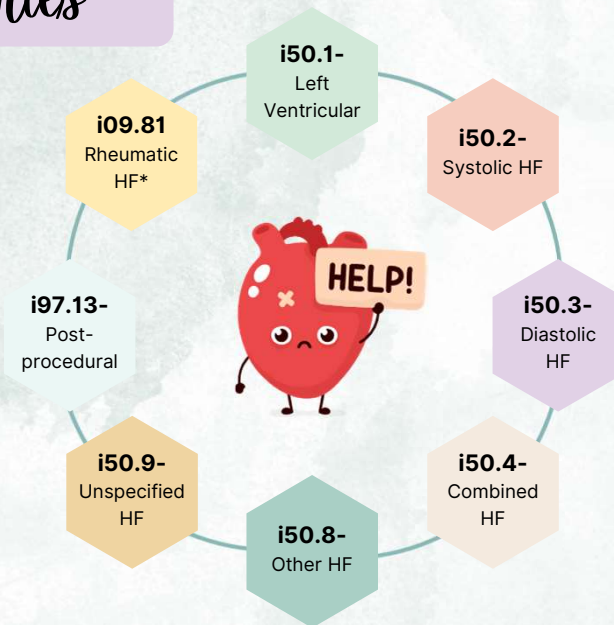 i50.1-
Left
Ventricular
i50.2-
Systolic HF
i50.3-
Diastolic
HF
i50.4-
Combined
HF
i50.8-
Other HF
i50.9-
Unspecified
HF
i97.13-
Post-
procedural
i09.81
Rheumatic
HF*
HELP!